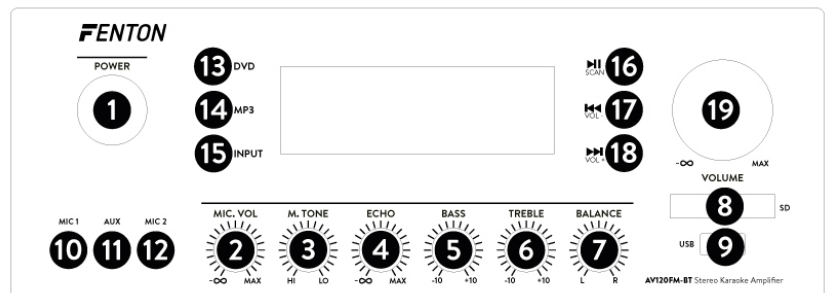 FENTON
POWER
1
13 DVD
14 MP3
15 INPUT
⏯ 16
SCAN
⏮ 17
VOL -
⏭ 18
VOL +
19
-∞ MAX
VOLUME
8 SD
USB 9
MIC 1 AUX MIC 2
10 11 12
MIC. VOL M. TONE ECHO BASS TREBLE BALANCE
2 3 4 5 6 7
-∞ MAX HI LO -∞ MAX -10 +10 -10 +10 L R
AV120FM-BT Stereo Karaoke Amplifier